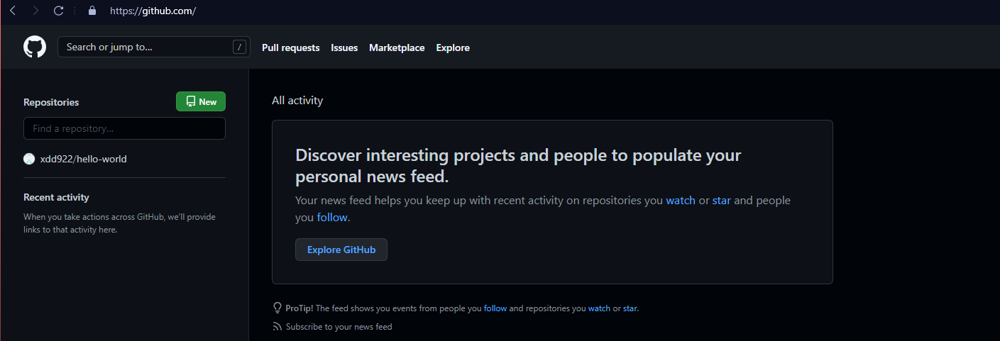 https://github.com/
Search or jump to... /
Pull requests Issues Marketplace Explore
Repositories
New
Find a repository...
xdd922/hello-world
Recent activity
When you take actions across GitHub, we'll provide
links to that activity here.
All activity
Discover interesting projects and people to populate your
personal news feed.
Your news feed helps you keep up with recent activity on repositories you watch or star and people
you follow.
Explore GitHub
ProTip! The feed shows you events from people you follow and repositories you watch or star.
Subscribe to your news feed